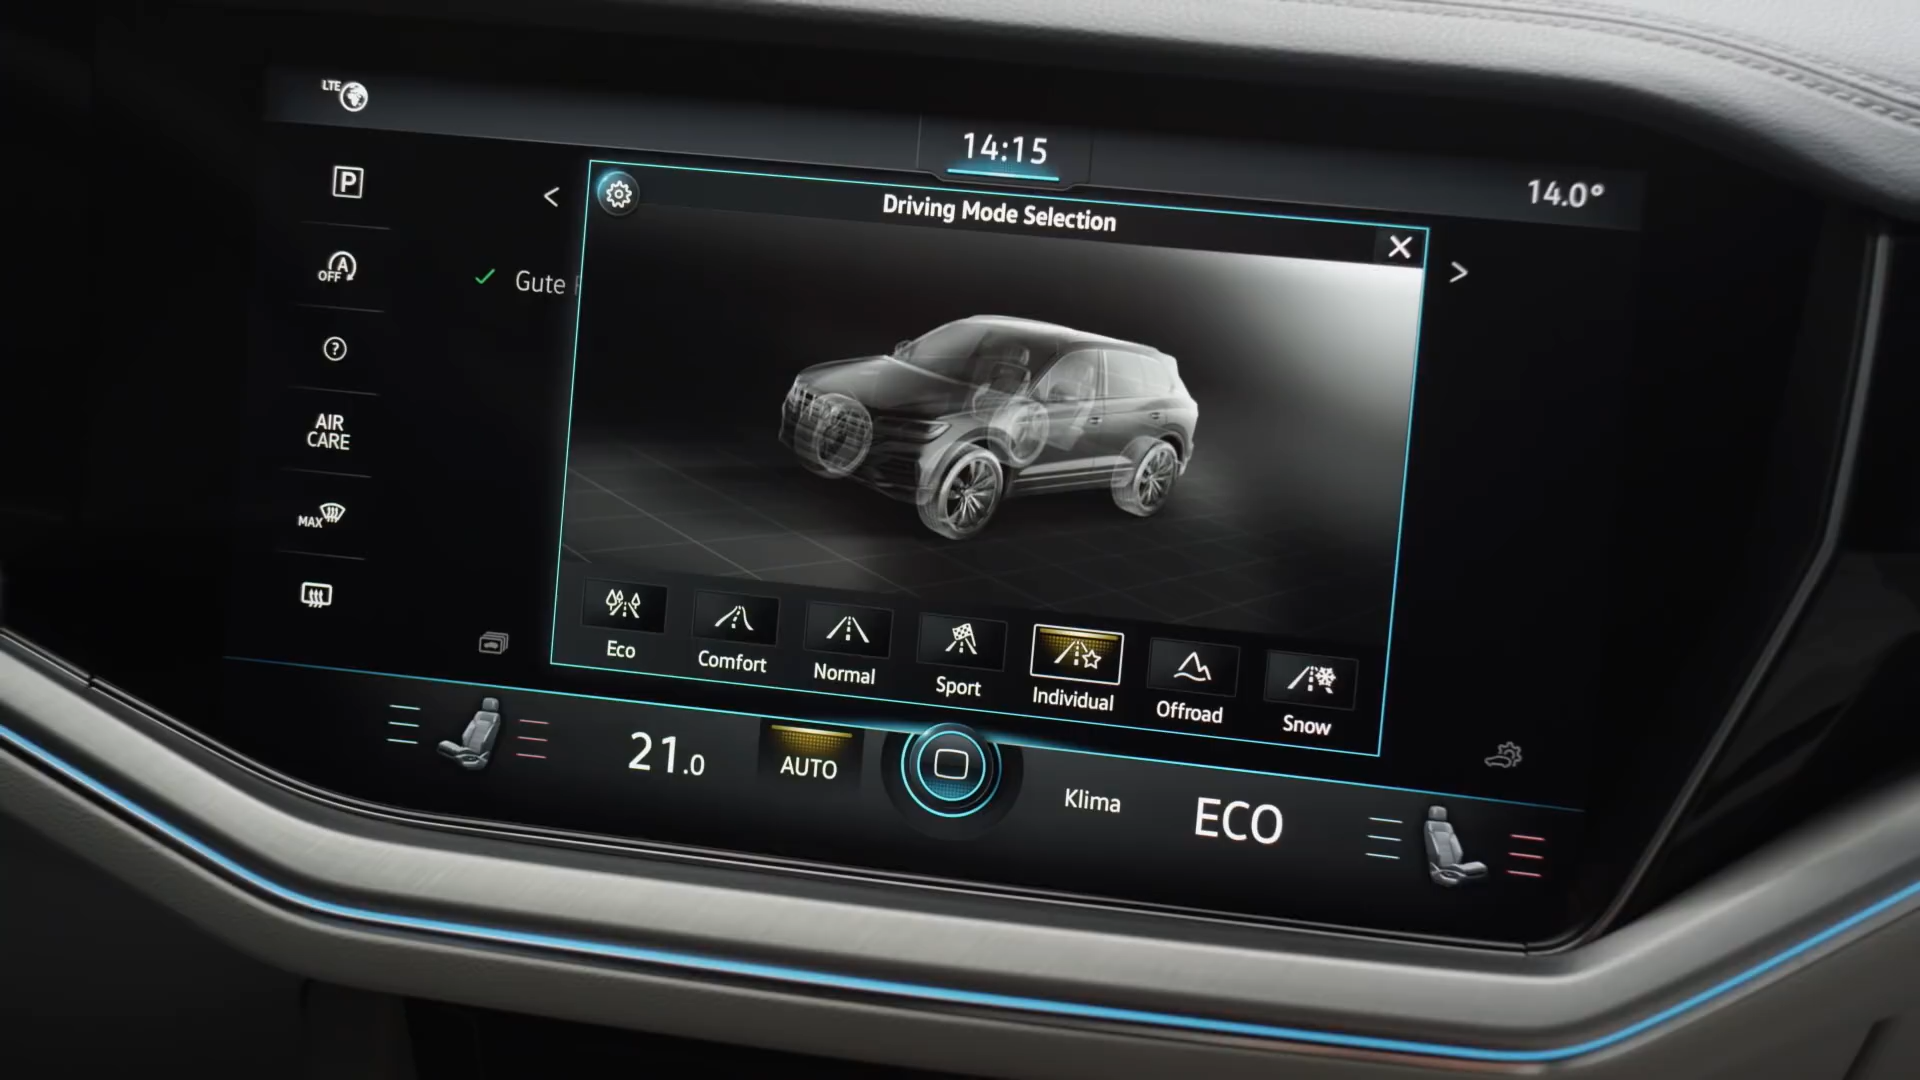 LTE
14:15
14.0°
P
Driving Mode Selection
A
OFF
Gute
?
AIR
CARE
MAX
Eco
Comfort
Normal
Sport
Individual
Offroad
Snow
21.0
AUTO
Klima
ECO